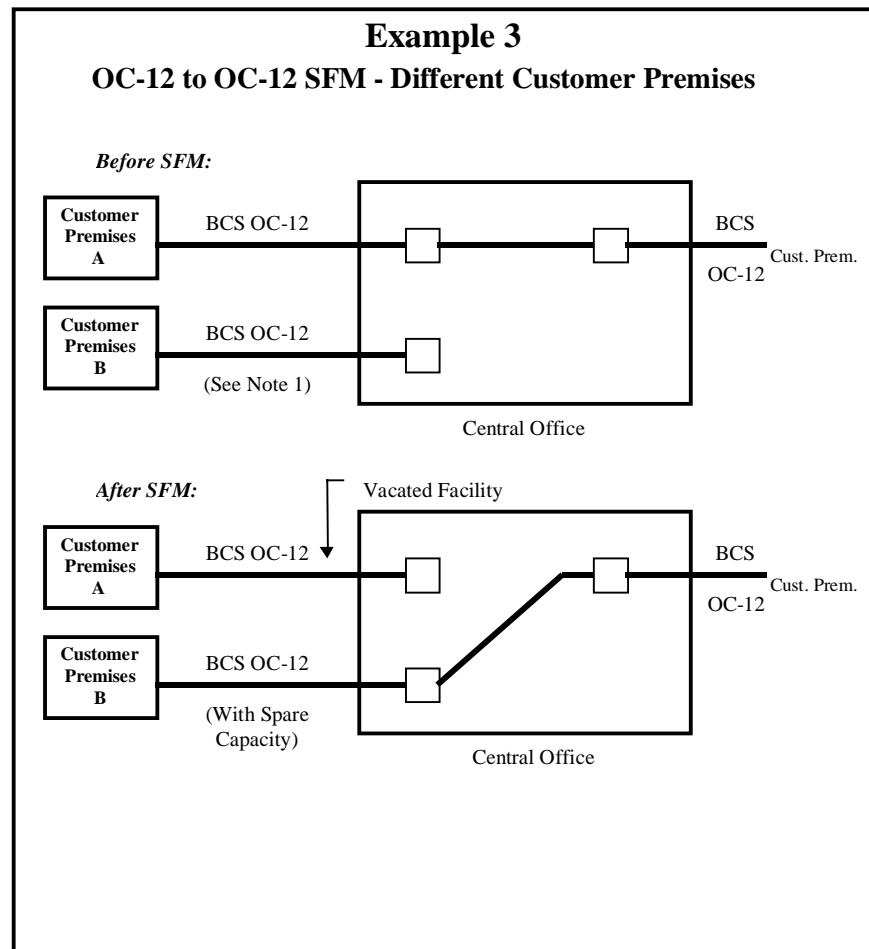 Example 3
OC-12 to OC-12 SFM - Different Customer Premises
Before SFM:
Customer
Premises
A
BCS OC-12
BCS
OC-12
Cust. Prem.
Customer
Premises
B
BCS OC-12
(See Note 1)
Central Office
After SFM:
Vacated Facility
Customer
Premises
A
BCS OC-12
BCS
OC-12
Cust. Prem.
Customer
Premises
B
BCS OC-12
(With Spare
Capacity)
Central Office